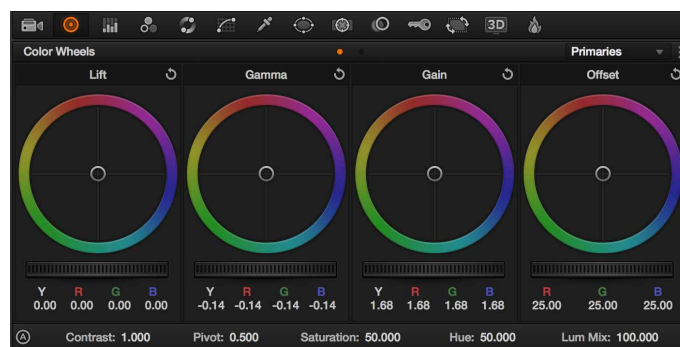 3D
Color Wheels Primaries
Lift Gamma Gain Offset
Y R G B Y R G B Y R G B R G B
0.00 0.00 0.00 0.00 -0.14 -0.14 -0.14 -0.14 1.68 1.68 1.68 1.68 25.00 25.00 25.00
A Contrast: 1.000 Pivot: 0.500 Saturation: 50.000 Hue: 50.000 Lum Mix: 100.000